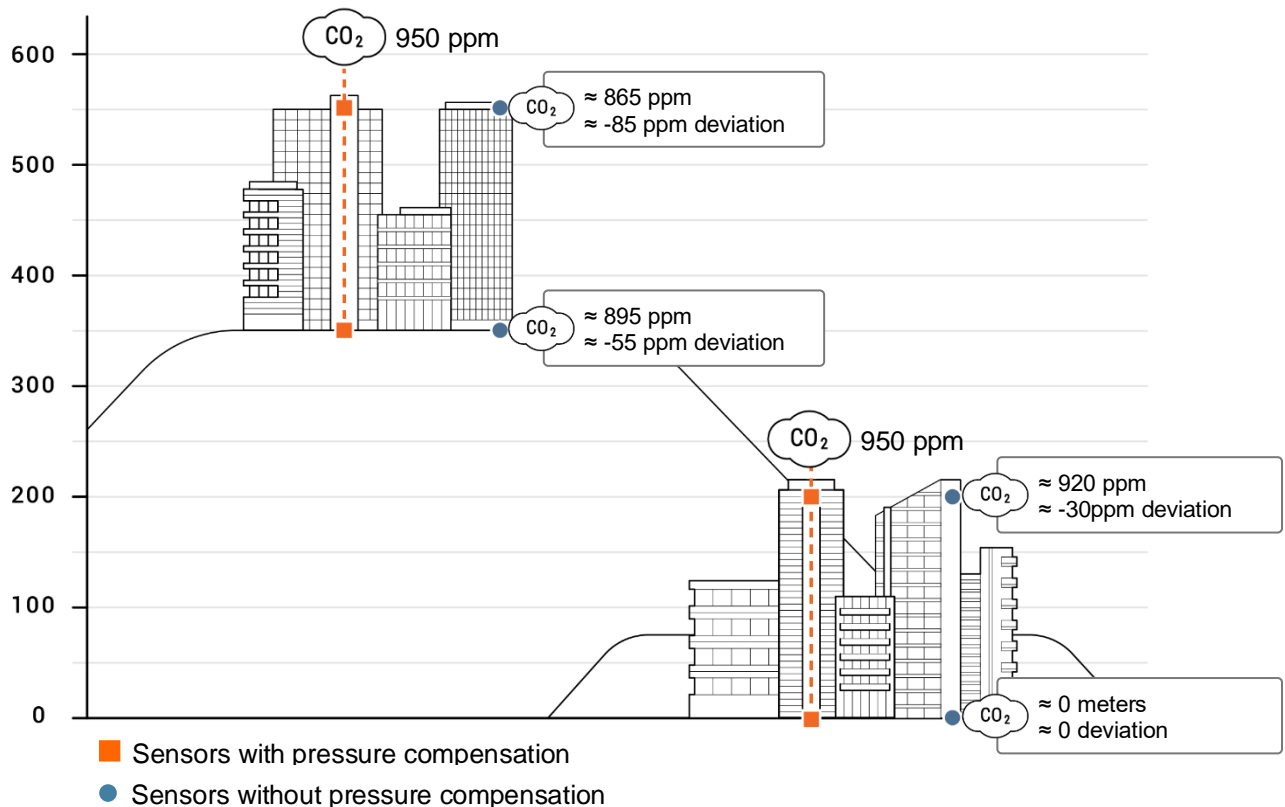 600
CO₂ 950 ppm
CO₂ ≈ 865 ppm
≈ -85 ppm deviation
500
400
CO₂ ≈ 895 ppm
≈ -55 ppm deviation
300
CO₂ 950 ppm
200
CO₂ ≈ 920 ppm
≈ -30ppm deviation
100
0
CO₂ ≈ 0 meters
≈ 0 deviation
Sensors with pressure compensation
Sensors without pressure compensation